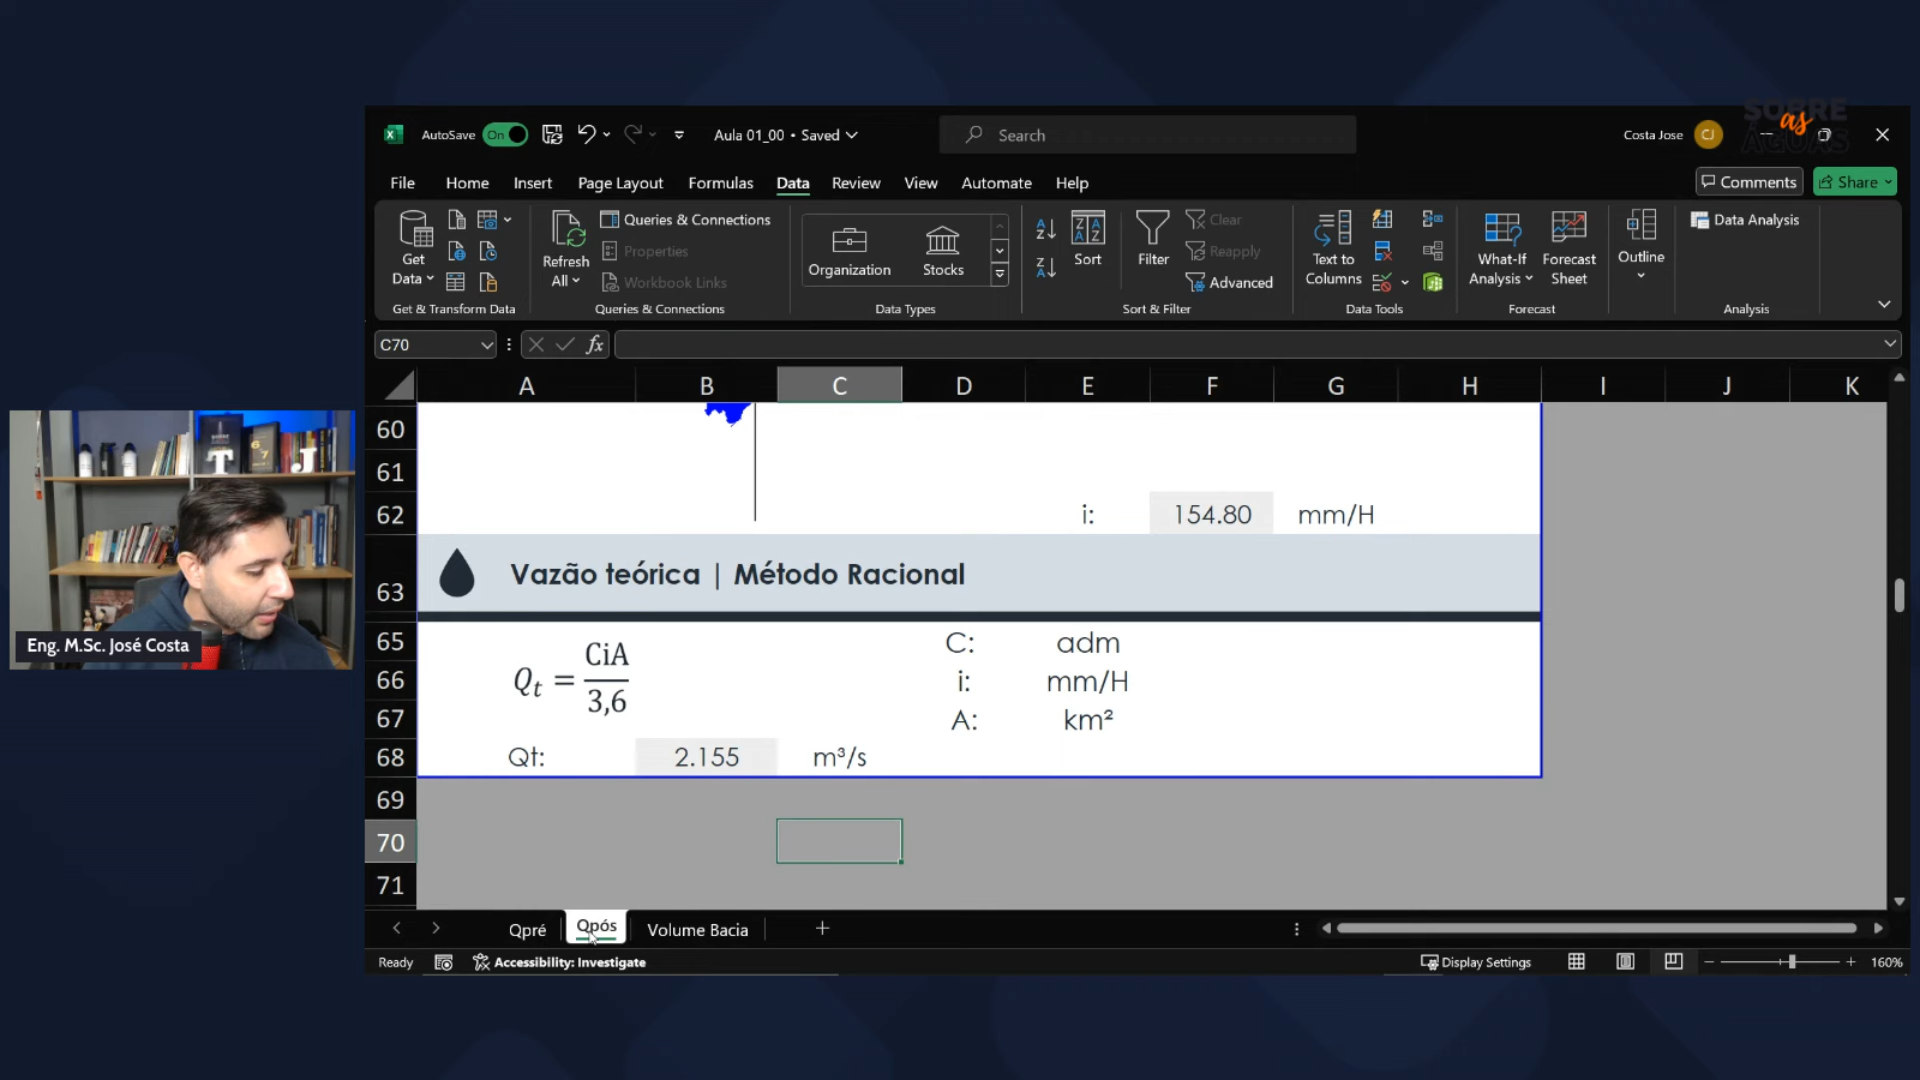 SOBRE
as
ÁGUAS
AutoSave On Aula 01_00 • Saved Search Costa Jose CJ
File Home Insert Page Layout Formulas Data Review View Automate Help Comments Share
Get Data
Get & Transform Data
Refresh All
Queries & Connections
Properties
Workbook Links
Queries & Connections
Organization Stocks
Data Types
Sort
Filter
Clear
Reapply
Advanced
Sort & Filter
Text to Columns
Data Tools
What-If Analysis
Forecast Sheet
Forecast
Outline
Data Analysis
Analysis
C70 fx
A B C D E F G H I J K
60
61
62 i: 154.80 mm/H
63 Vazão teórica | Método Racional
65 C: adm
66 Qt = CiA / 3,6 i: mm/H
67 A: km²
68 Qt: 2.155 m³/s
69
70
71
Qpré Qpós Volume Bacia
Ready Accessibility: Investigate Display Settings 160%
Eng. M.Sc. José Costa